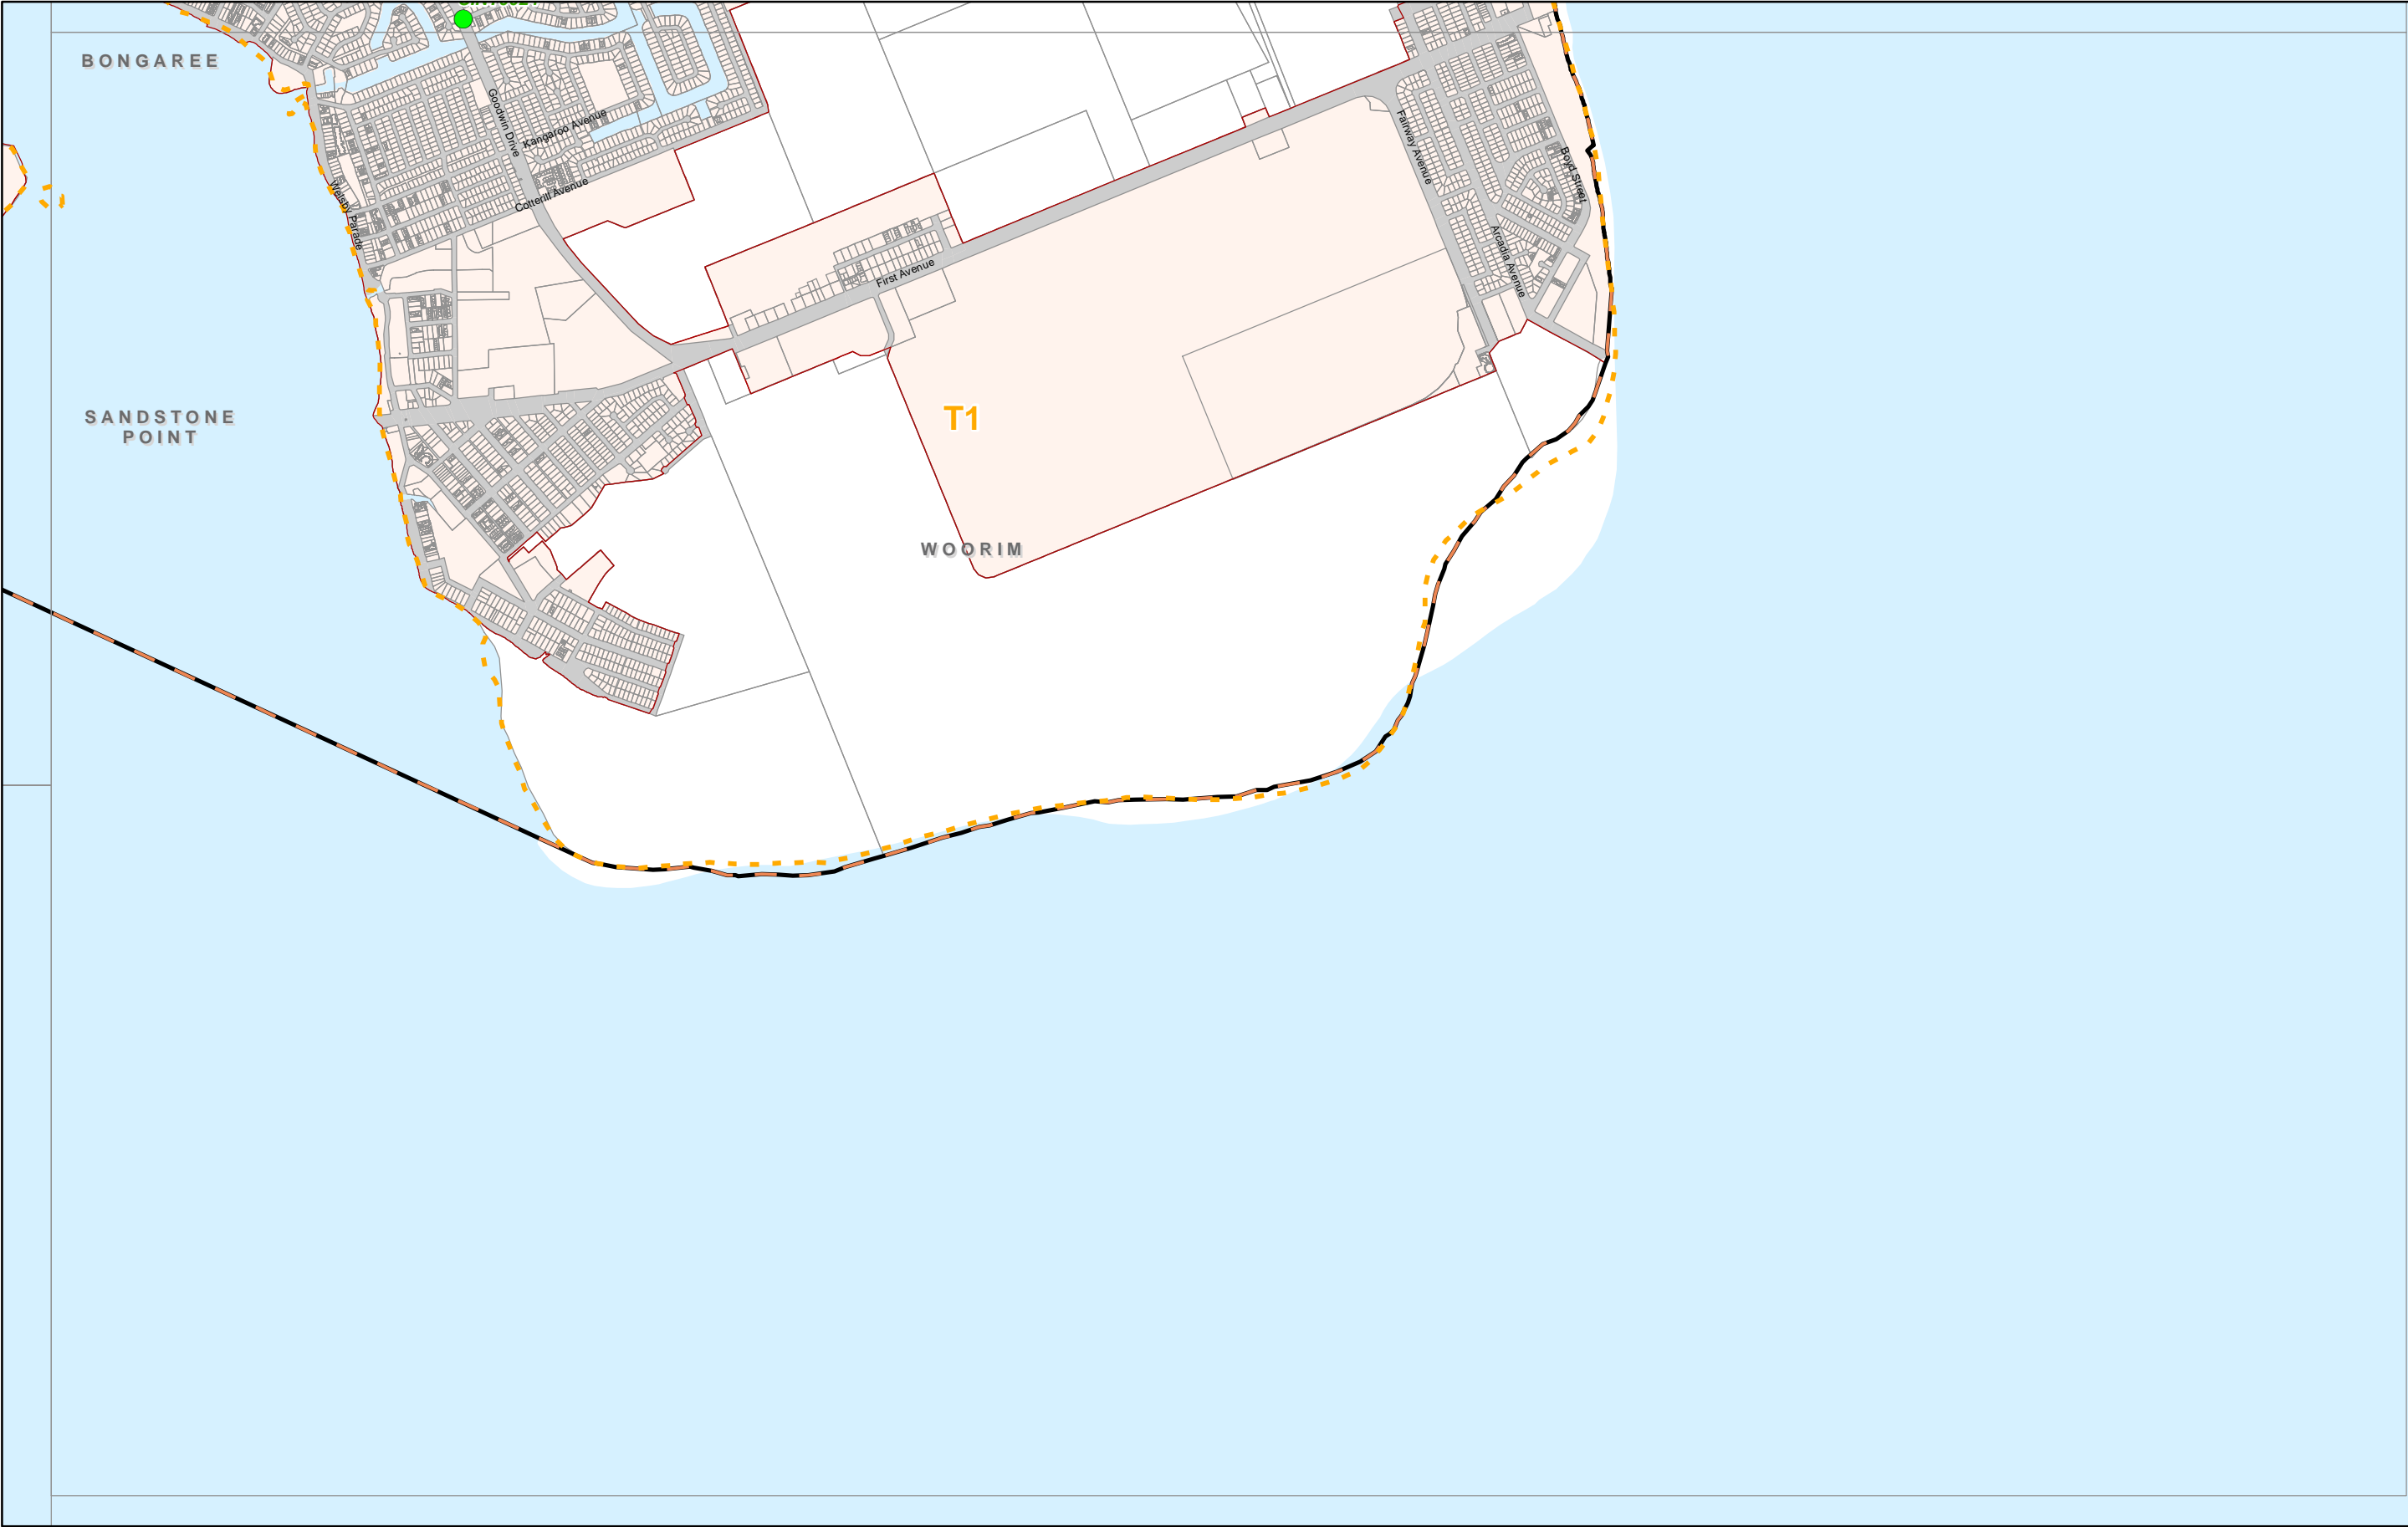 BONGAREE
Goodwin Drive
Kangaroo Avenue
Cotterill Avenue
Welsby Parade
Fairway Avenue
Boyd Street
Arcadia Avenue
First Avenue
SANDSTONE
POINT
T1
WOORIM